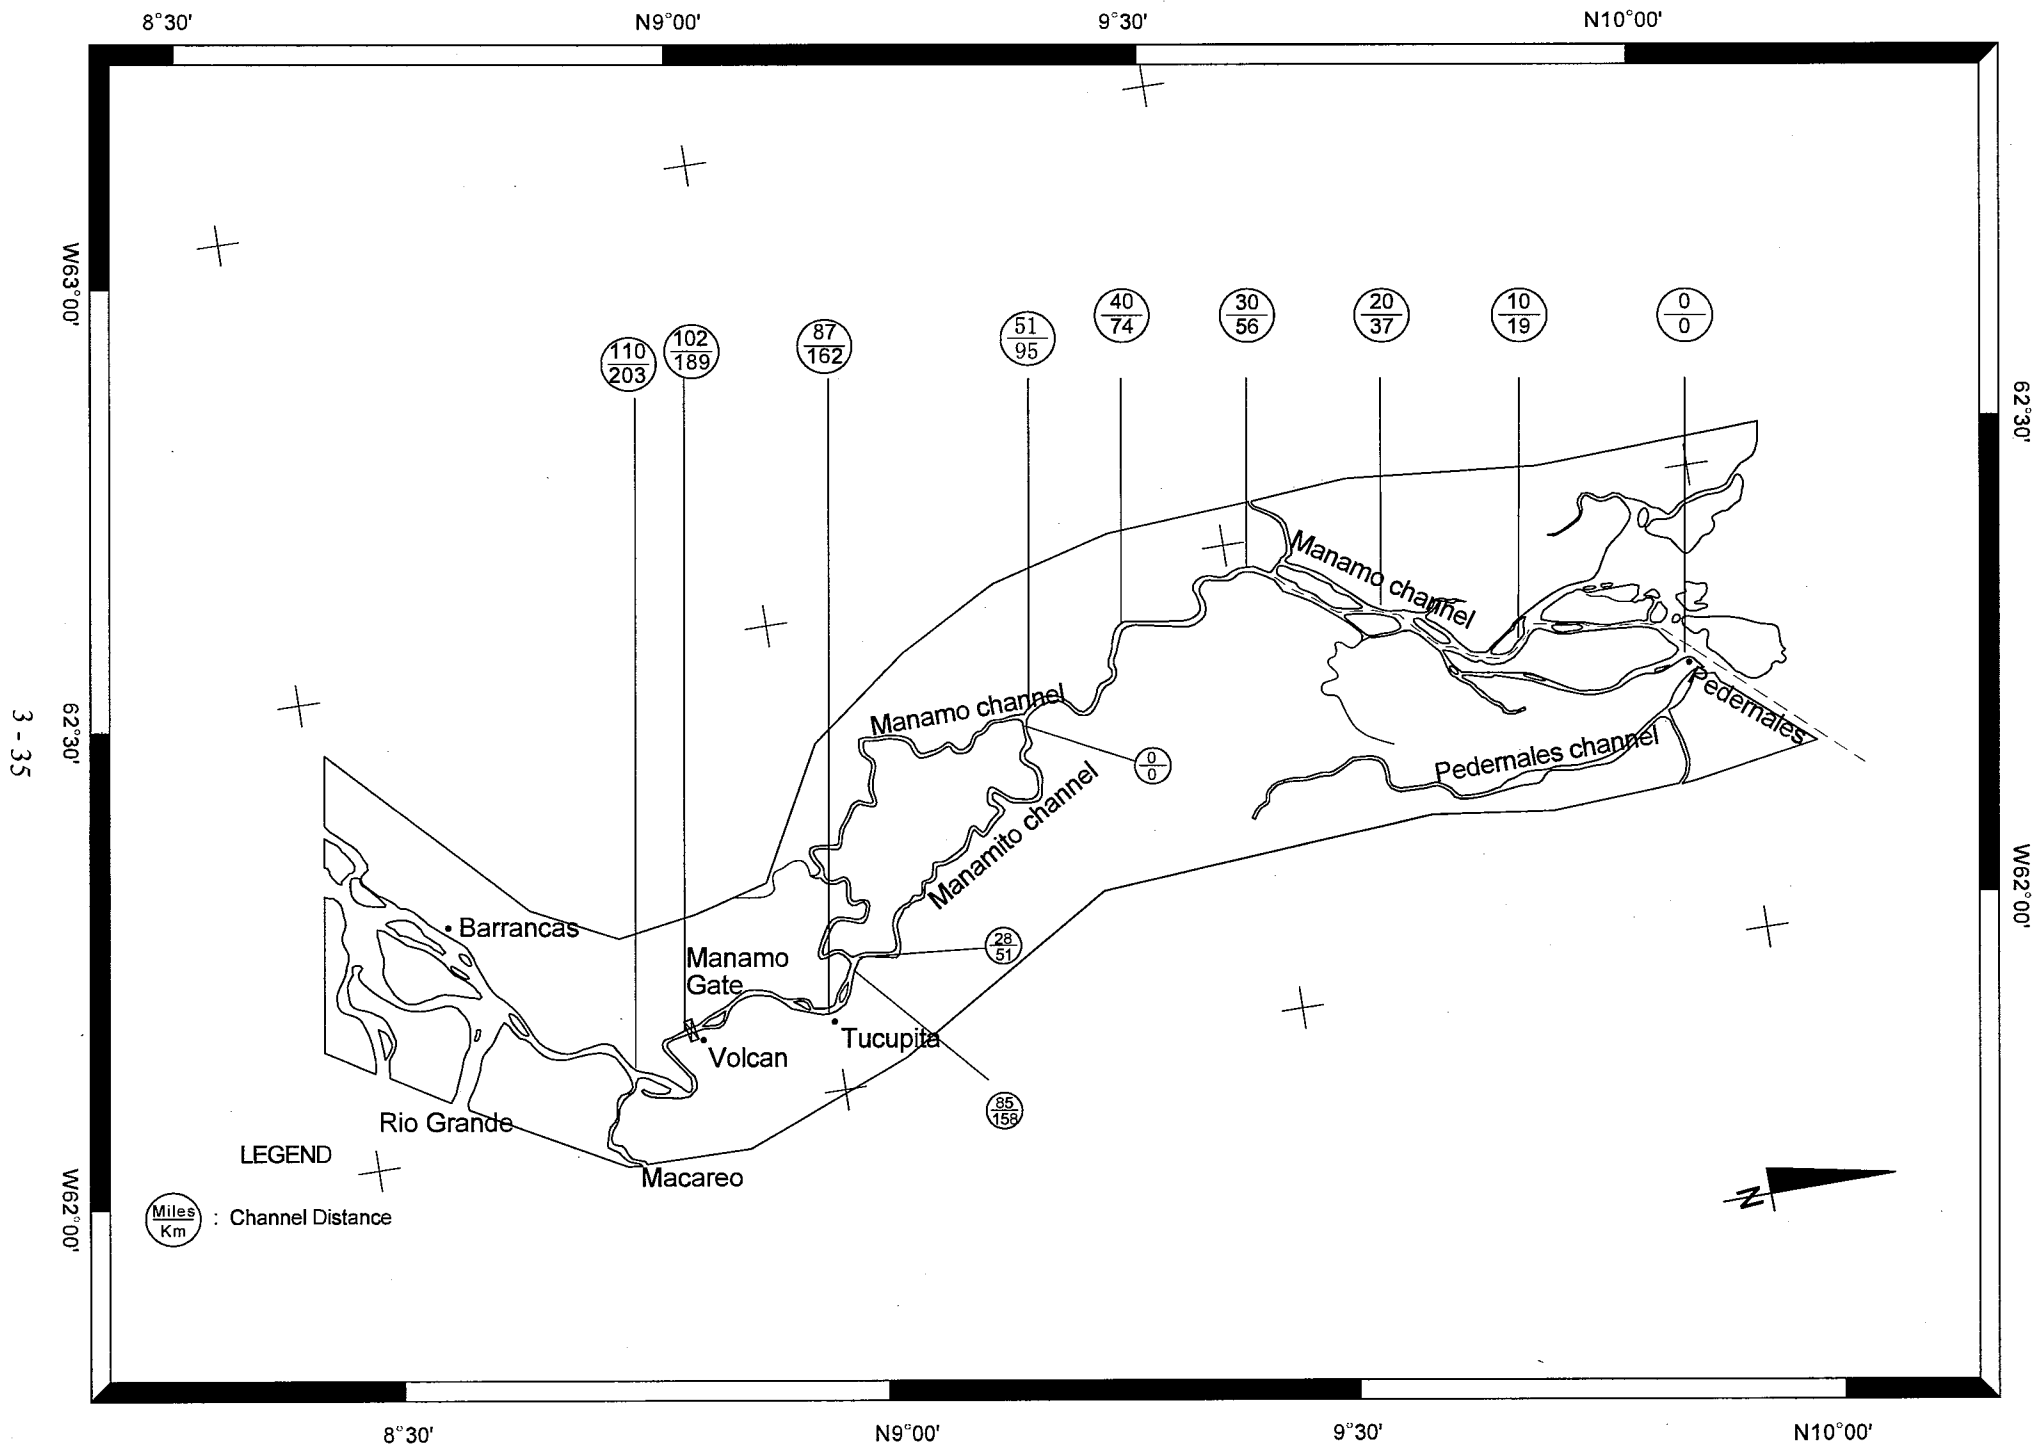 8°30'
N9°00'
9°30'
N10°00'
W63°00'
62°30'
40
74
30
56
20
37
10
19
0
0
51
95
87
162
102
189
110
203
Manamo channel
Manamo channel
Pedernales
Pedernales channel
0
0
Manamito channel
3-35
62°30'
W62°00'
Barrancas
28
51
Manamo
Gate
Tucupita
Volcan
85
158
Rio Grande
LEGEND
Macareo
W62°00'
Miles
Km
: Channel Distance
N
8°30'
N9°00'
9°30'
N10°00'